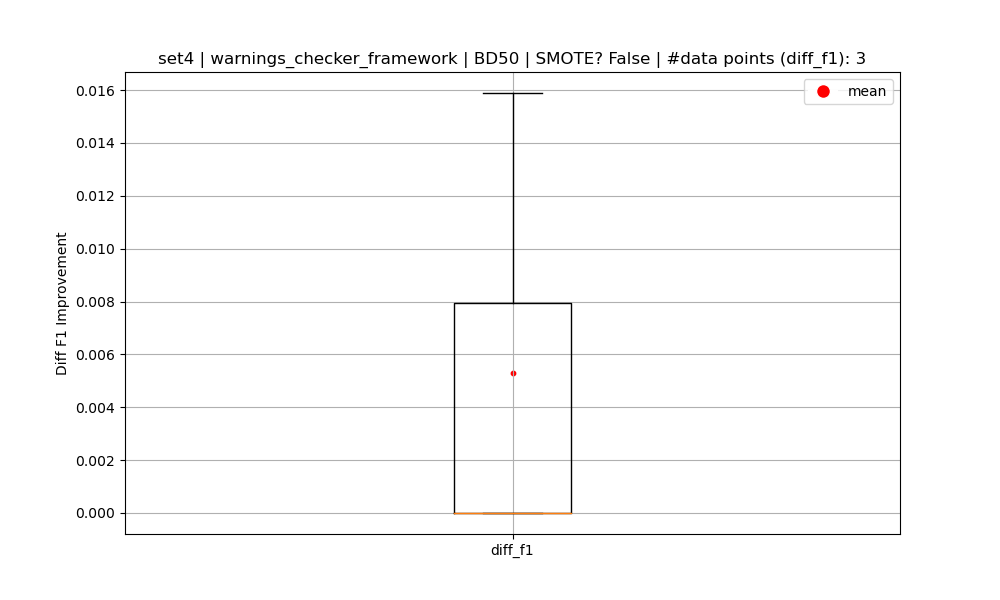 set4 | warnings_checker_framework | BD50 | SMOTE? False | #data points (diff_f1): 3
mean
0.016
0.014
0.012
0.010
0.008
0.006
0.004
0.002
0.000
Diff F1 Improvement
diff_f1